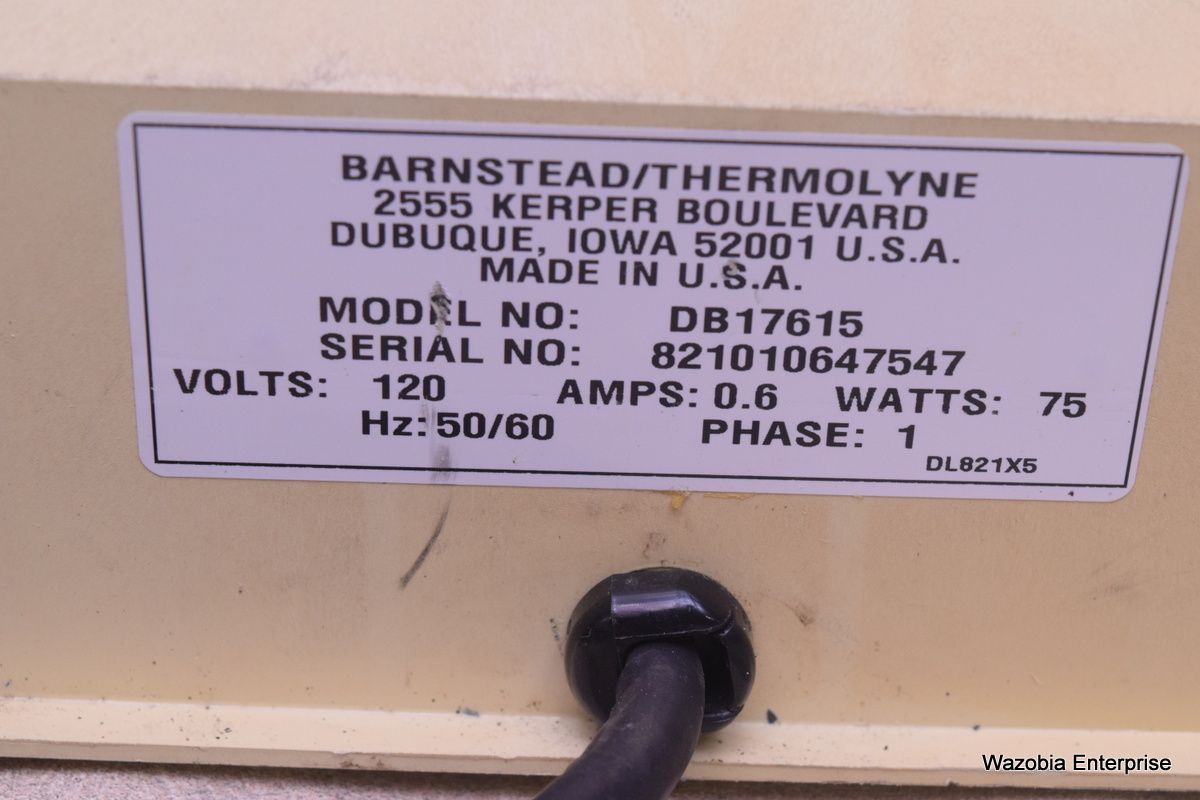 BARNSTEAD/THERMOLYNE
2555 KERPER BOULEVARD
DUBUQUE, IOWA 52001 U.S.A.
MADE IN U.S.A.
MODEL NO: DB17615
SERIAL NO: 821010647547
VOLTS: 120 AMPS: 0.6 WATTS: 75
Hz: 50/60 PHASE: 1
DL821X5
Wazobia Enterprise